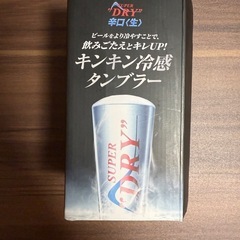 SUPER
"DRY"
辛口〈生〉
ビールをより冷やすことで、
飲みごたえとキレUP!
キンキン冷感
タンブラー
SUPER
"DRY"